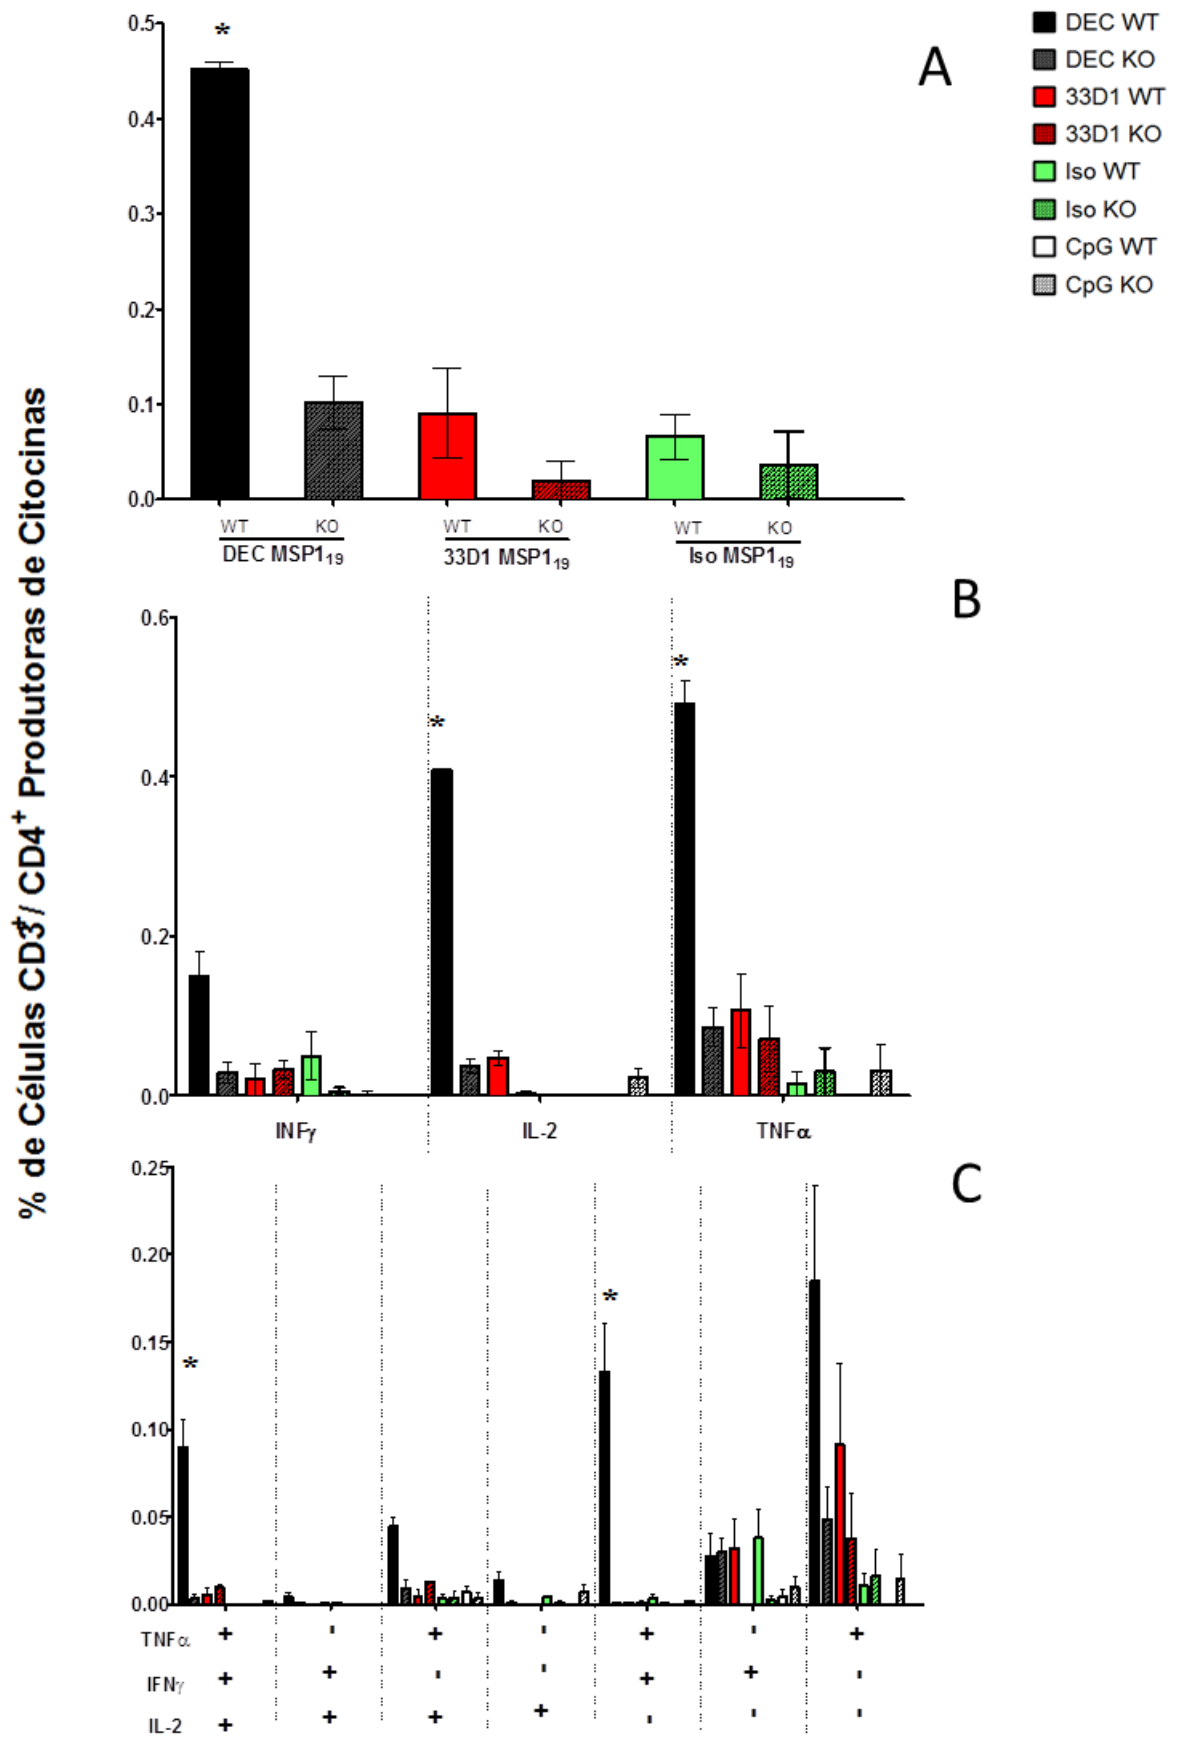 % de Células CD3⁺/ CD4⁺ Produtoras de Citocinas
A
*
0.5
0.4
0.3
0.2
0.1
0.0
WT KO WT KO WT KO
DEC MSP1₁₉ 33D1 MSP1₁₉ Iso MSP1₁₉
DEC WT
DEC KO
33D1 WT
33D1 KO
Iso WT
Iso KO
CpG WT
CpG KO
B
* *
0.6
0.4
0.2
0.0
INFγ IL-2 TNFα
C
* *
0.25
0.20
0.15
0.10
0.05
0.00
TNFα + - + - + - +
IFNγ + + - - + + -
IL-2 + + + + - - -